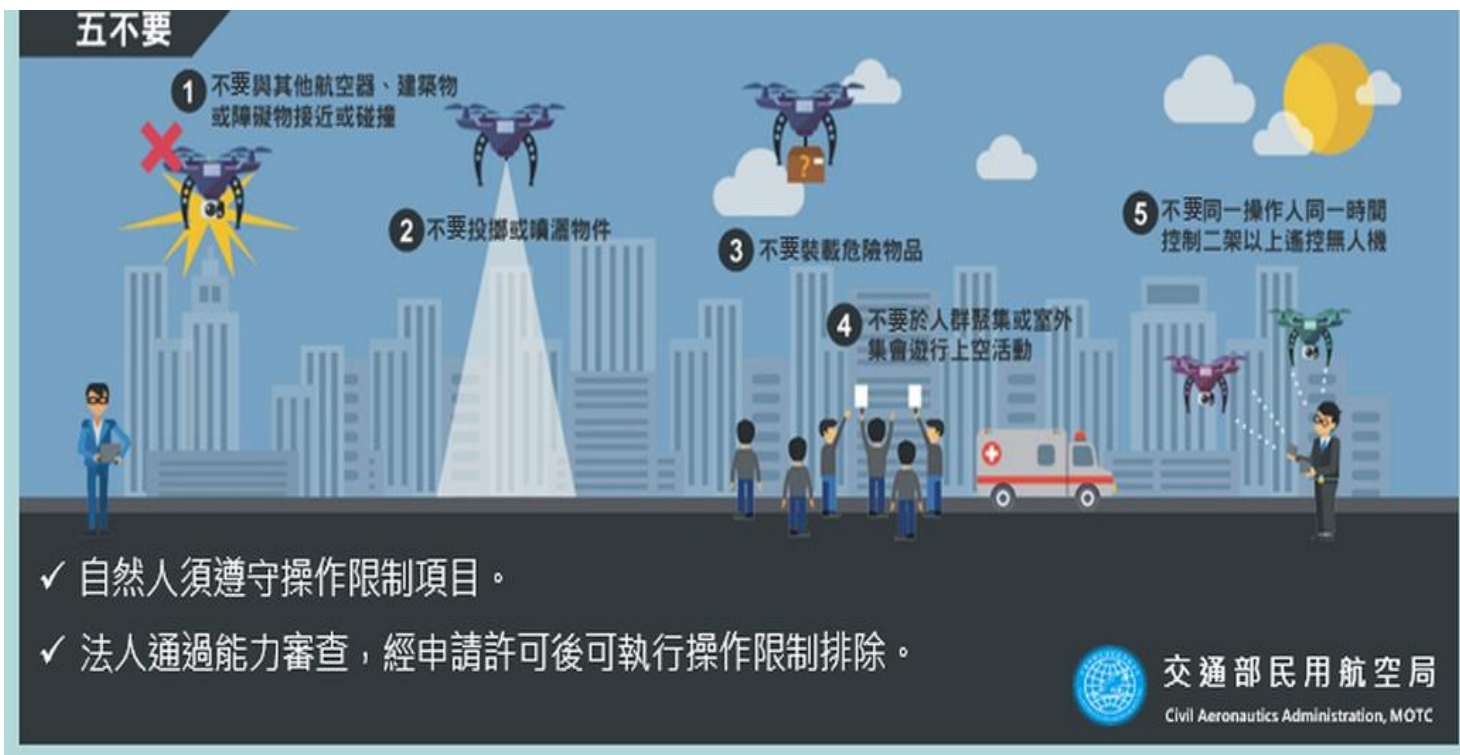 五不要
1 不要與其他航空器、建築物
或障礙物接近或碰撞
2 不要投擲或噴灑物件
?
3 不要裝載危險物品
4 不要於人群聚集或室外
集會遊行上空活動
5 不要同一操作人同一時間
控制二架以上遙控無人機
✓ 自然人須遵守操作限制項目。
✓ 法人通過能力審查，經申請許可後可執行操作限制排除。
交通部民用航空局
Civil Aeronautics Administration, MOTC